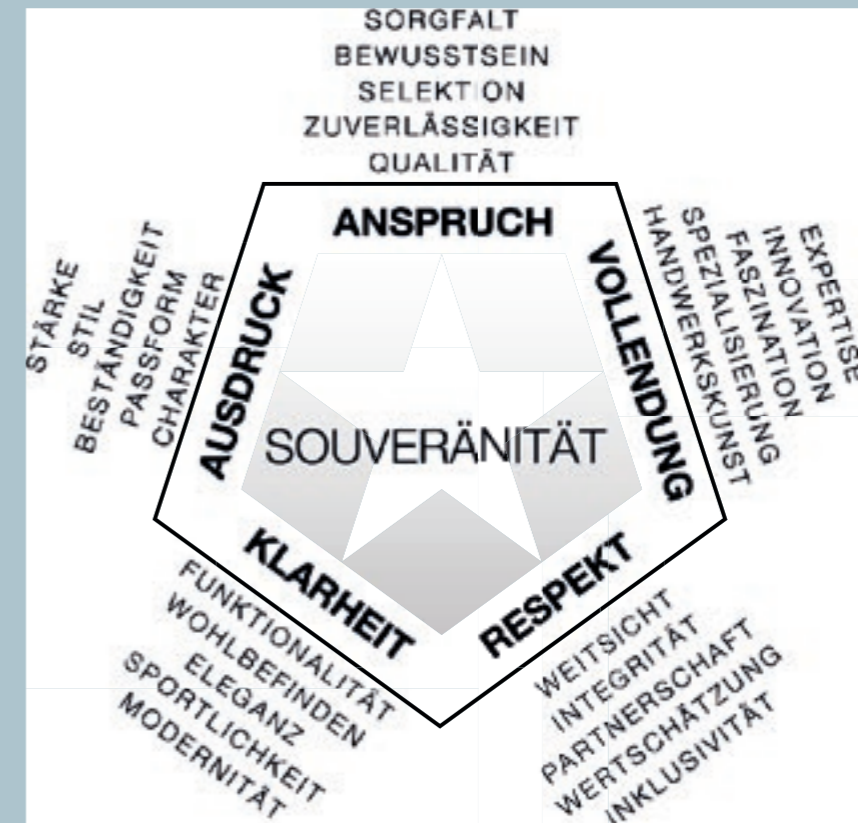 SORGFALT
BEWUSSTSEIN
SELEKTION
ZUVERLÄSSIGKEIT
QUALITÄT
ANSPRUCH
VOLLENDUNG
HANDWERKSKUNST
SPEZIALISIERUNG
FASZINATION
INNOVATION
EXPERTISE
STÄRKE
STIL
BESTÄNDIGKEIT
PASSFORM
CHARAKTER
AUSDRUCK
SOUVERÄNITÄT
KLARHEIT
FUNKTIONALITÄT
WOHLBEFINDEN
ELEGANZ
SPORTLICHKEIT
MODERNITÄT
RESPEKT
WEITSICHT
INTEGRITÄT
PARTNERSCHAFT
WERTSCHÄTZUNG
INKLUSIVITÄT